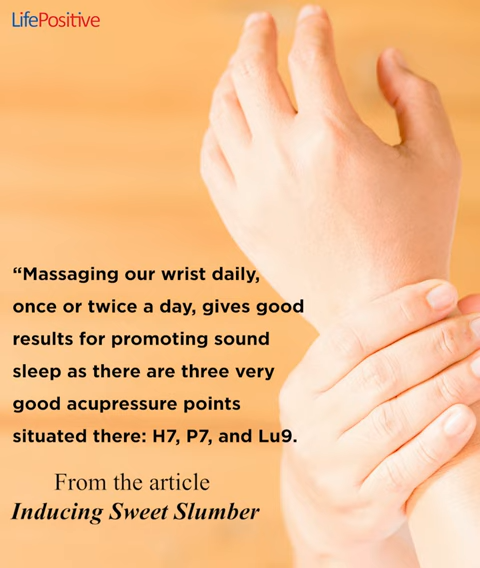 LifePositive
“Massaging our wrist daily,
once or twice a day, gives good
results for promoting sound
sleep as there are three very
good acupressure points
situated there: H7, P7, and Lu9.
From the article
Inducing Sweet Slumber